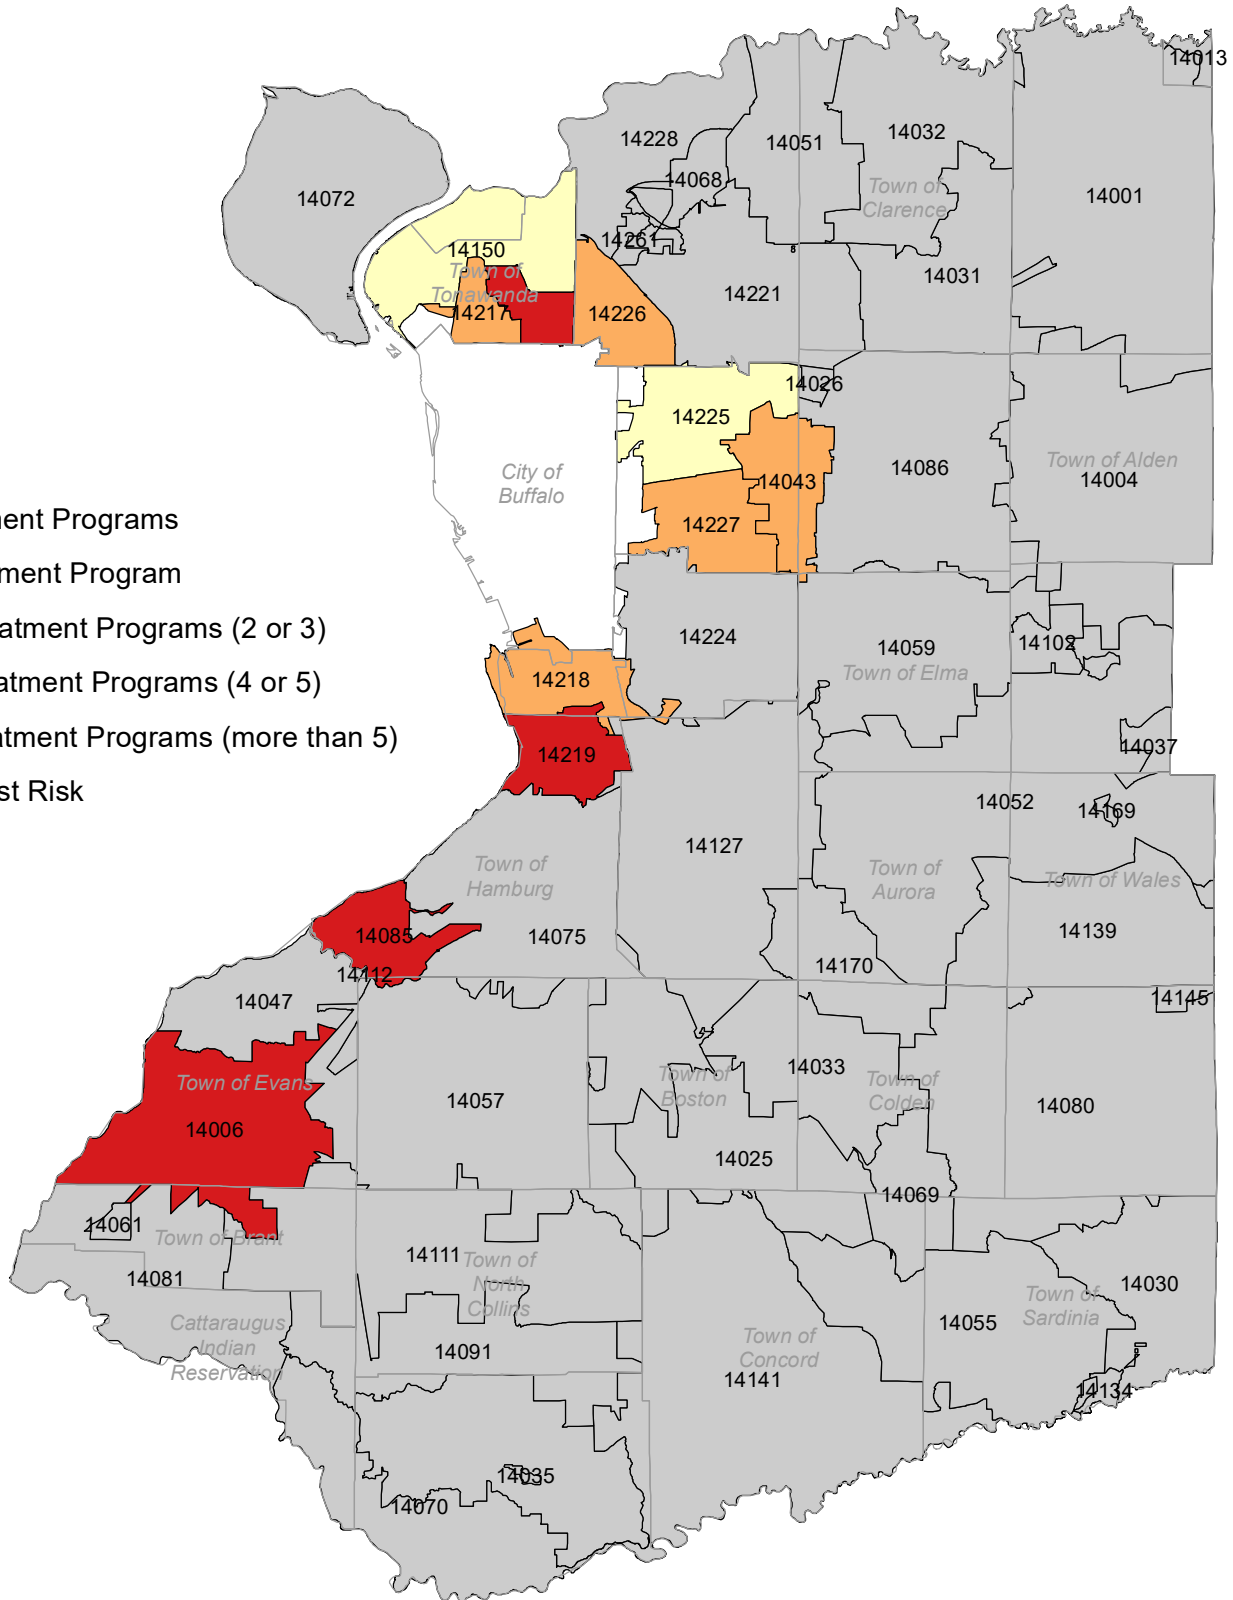 14013
14032
14228
14051
14068
14072
Town of
Clarence
14001
14261
14150
Town of
Tonawanda
14031
14221
14217
14226
14026
14225
City of
Buffalo
14043
14086
Town of Alden
14004
ment Programs
14227
ment Program
atment Programs (2 or 3)
14224
14059
14102
Town of Elma
14218
atment Programs (4 or 5)
atment Programs (more than 5)
14219
14037
st Risk
14052
14169
14127
Town of
Hamburg
Town of
Aurora
Town of Wales
14085
14075
14139
14170
14112
14047
14145
14033
Town of Evans
Town of
Boston
Town of
Colden
14057
14080
14006
14025
14069
14061
Town of Brant
14111
Town of
North
Collins
14081
14030
Town of
Sardinia
Cattaraugus
Indian
Reservation
14055
Town of
Concord
14091
14141
14134
14035
14070